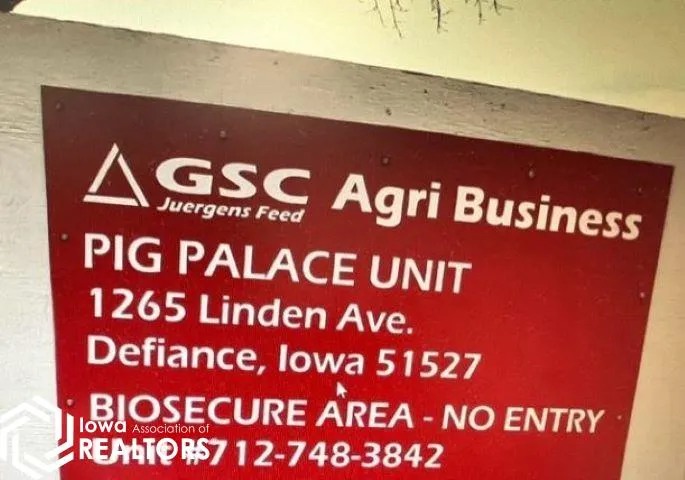 GSC Agri Business
Juergens Feed
PIG PALACE UNIT
1265 Linden Ave.
Defiance, Iowa 51527
BIOSECURE AREA - NO ENTRY
Unit #712-748-3842
Iowa Association of
REALTORS